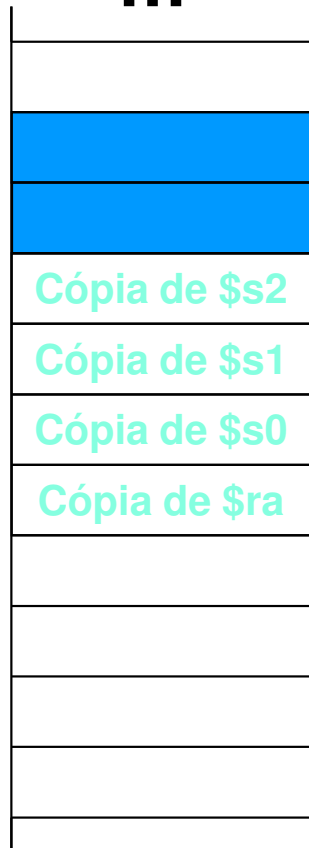 ...
Cópia de $s2
Cópia de $s1
Cópia de $s0
Cópia de $ra